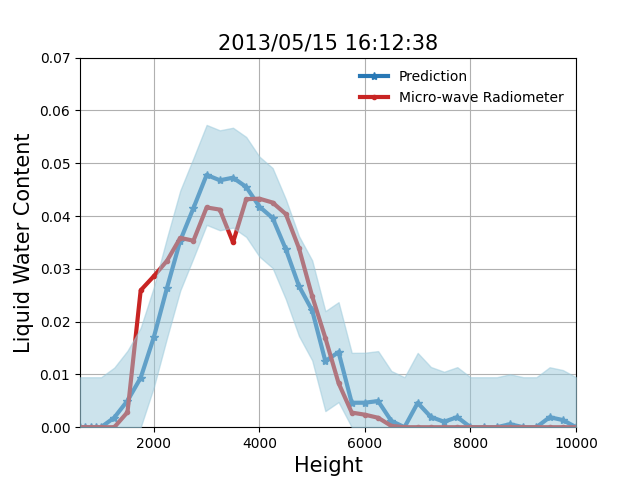 2013/05/15 16:12:38
0.07
0.06
0.05
0.04
0.03
0.02
0.01
0.00
Liquid Water Content
Prediction
Micro-wave Radiometer
2000 4000 6000 8000 10000
Height